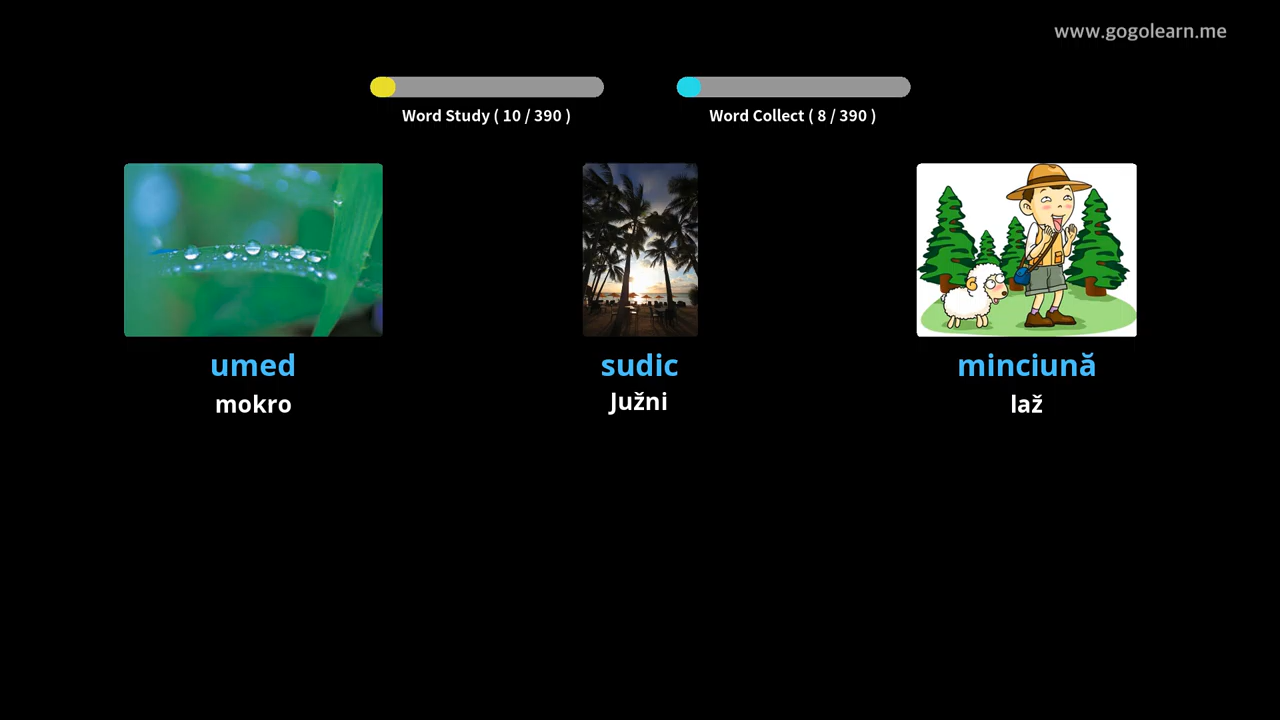 www.gogolearn.me
Word Study ( 10 / 390 )
Word Collect ( 8 / 390 )
umed
sudic
minciună
mokro
Južni
laž